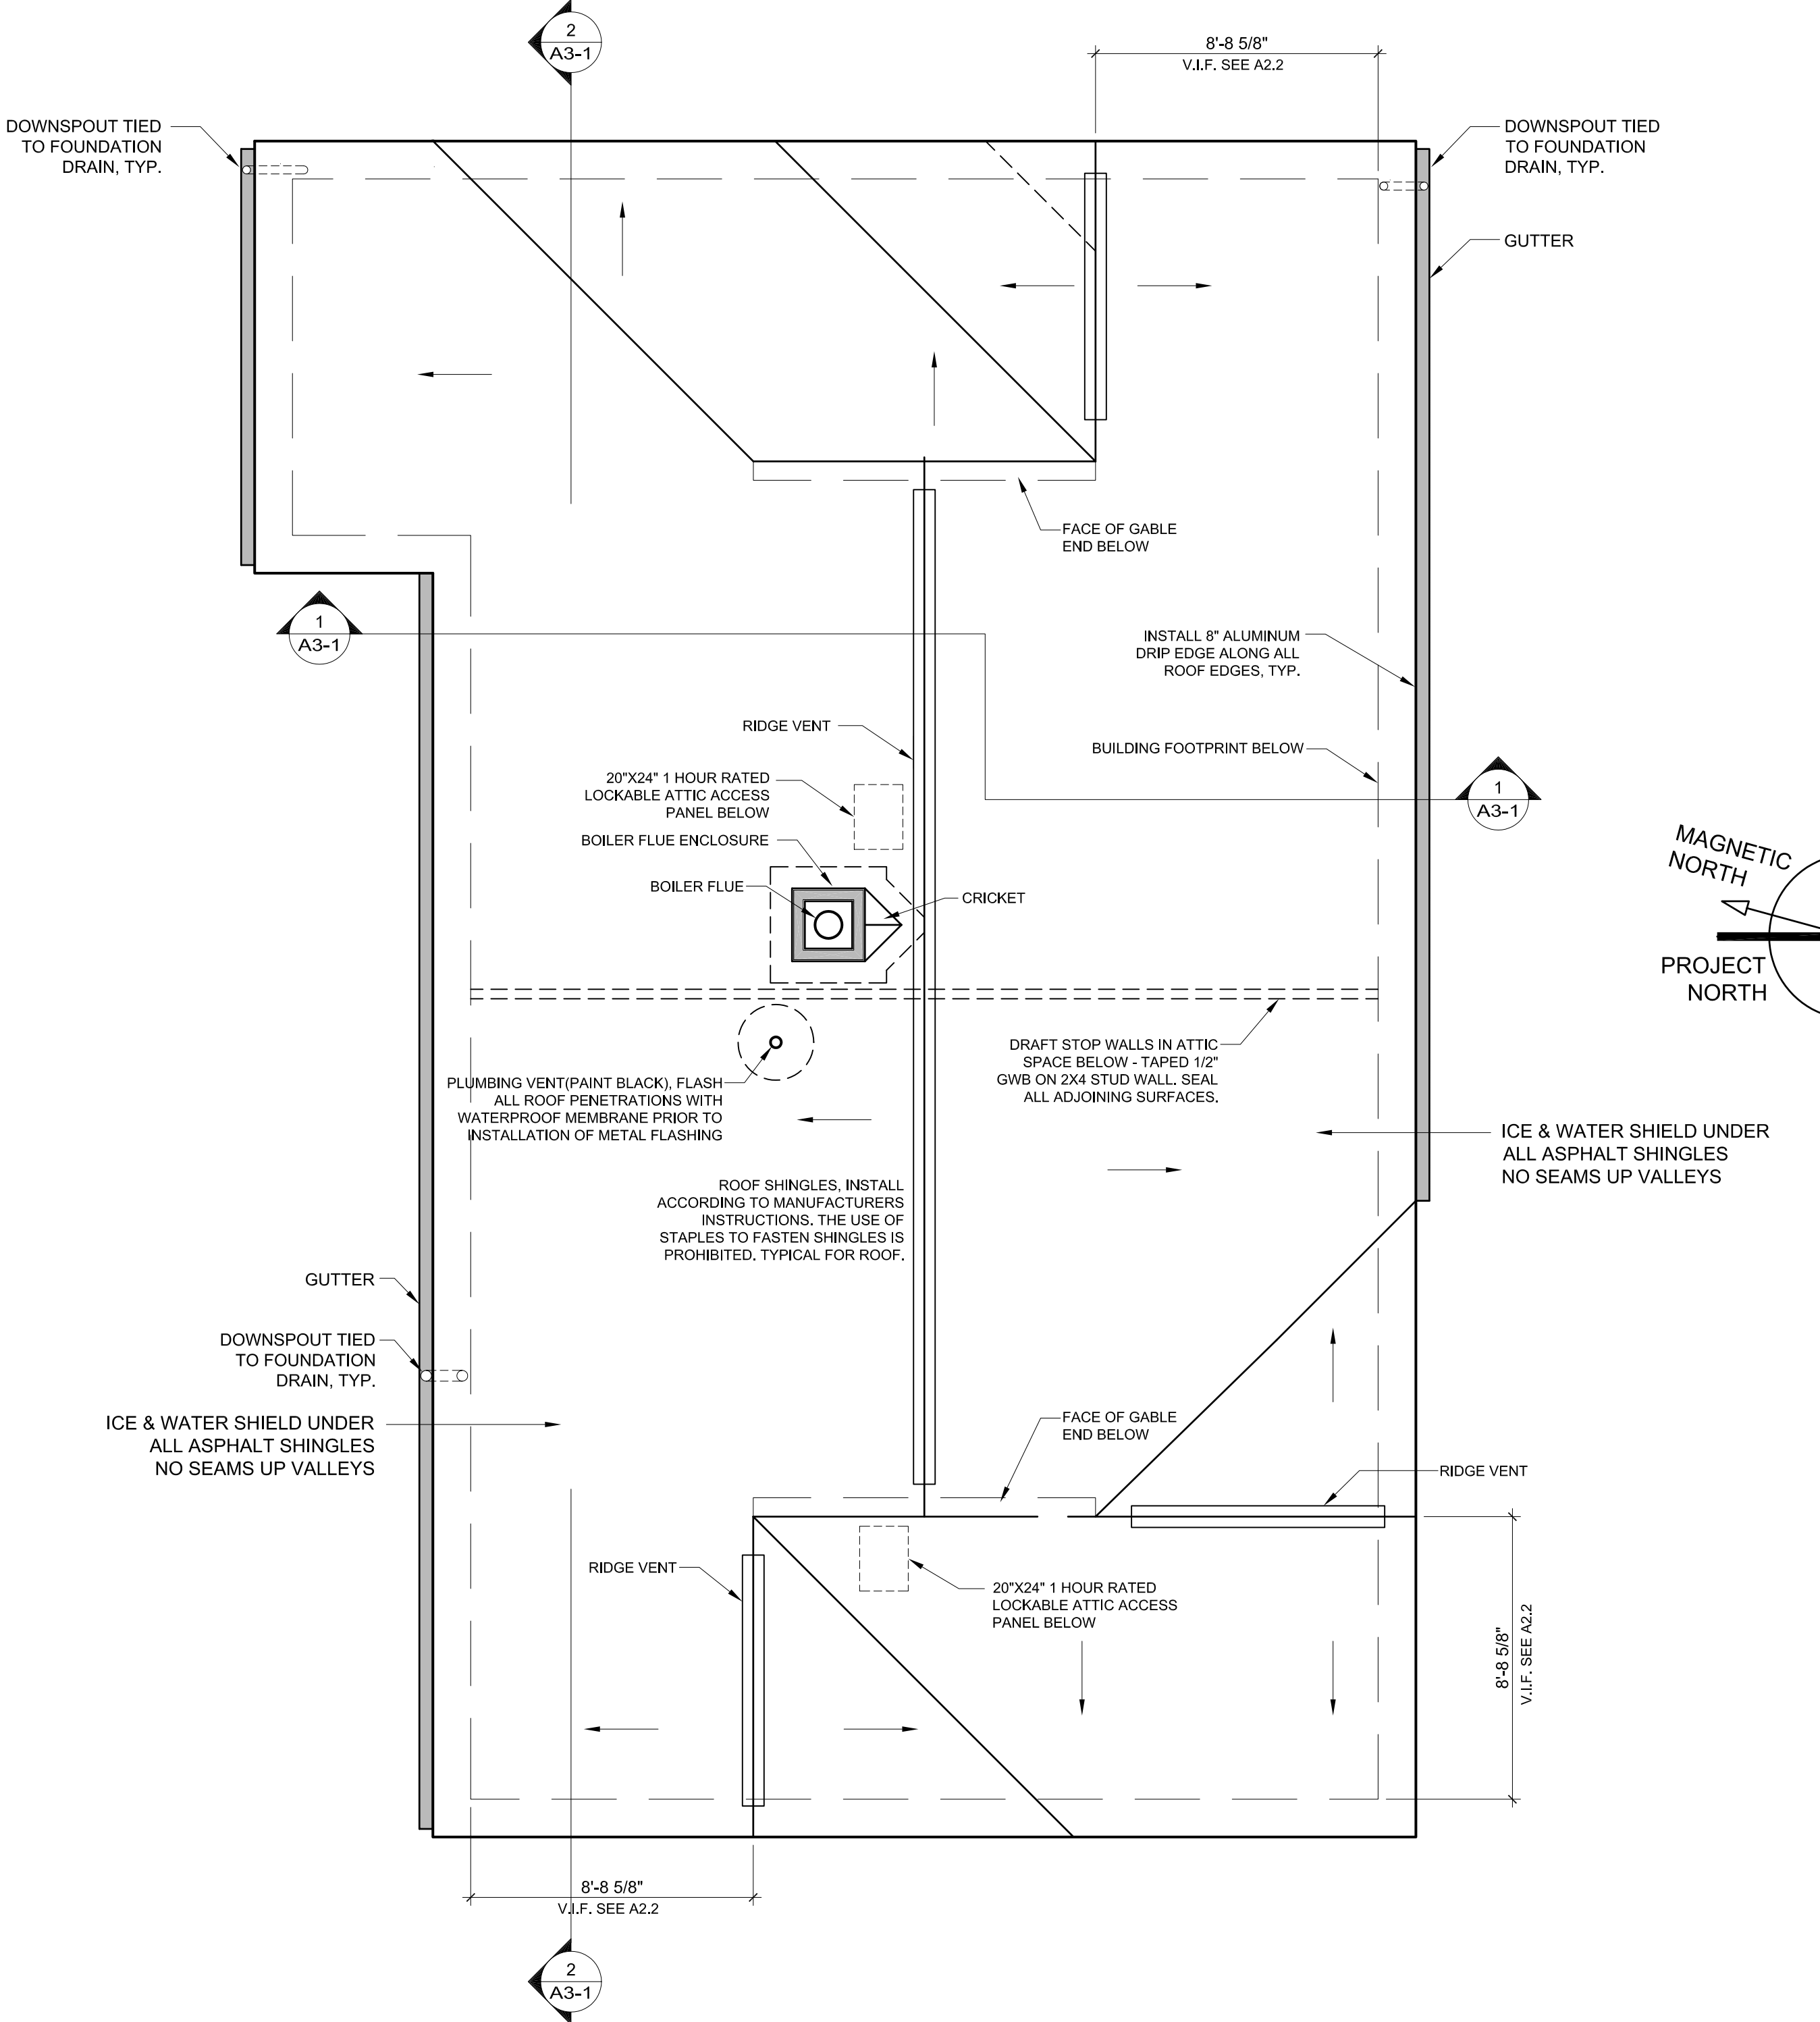 2
A3-1
8'-8 5/8"
V.I.F. SEE A2.2
DOWNSPOUT TIED
TO FOUNDATION
DRAIN, TYP.
DOWNSPOUT TIED
TO FOUNDATION
DRAIN, TYP.
GUTTER
FACE OF GABLE
END BELOW
1
A3-1
INSTALL 8" ALUMINUM
DRIP EDGE ALONG ALL
ROOF EDGES, TYP.
RIDGE VENT
BUILDING FOOTPRINT BELOW
20"X24" 1 HOUR RATED
LOCKABLE ATTIC ACCESS
PANEL BELOW
1
A3-1
BOILER FLUE ENCLOSURE
BOILER FLUE
CRICKET
MAGNETIC
NORTH
PROJECT
NORTH
DRAFT STOP WALLS IN ATTIC
SPACE BELOW - TAPED 1/2"
GWB ON 2X4 STUD WALL. SEAL
ALL ADJOINING SURFACES.
PLUMBING VENT(PAINT BLACK), FLASH
ALL ROOF PENETRATIONS WITH
WATERPROOF MEMBRANE PRIOR TO
INSTALLATION OF METAL FLASHING
ICE & WATER SHIELD UNDER
ALL ASPHALT SHINGLES
NO SEAMS UP VALLEYS
ROOF SHINGLES, INSTALL
ACCORDING TO MANUFACTURERS
INSTRUCTIONS. THE USE OF
STAPLES TO FASTEN SHINGLES IS
PROHIBITED. TYPICAL FOR ROOF.
GUTTER
DOWNSPOUT TIED
TO FOUNDATION
DRAIN, TYP.
ICE & WATER SHIELD UNDER
ALL ASPHALT SHINGLES
NO SEAMS UP VALLEYS
FACE OF GABLE
END BELOW
RIDGE VENT
RIDGE VENT
20"X24" 1 HOUR RATED
LOCKABLE ATTIC ACCESS
PANEL BELOW
8'-8 5/8"
V.I.F. SEE A2.2
8'-8 5/8"
V.I.F. SEE A2.2
2
A3-1